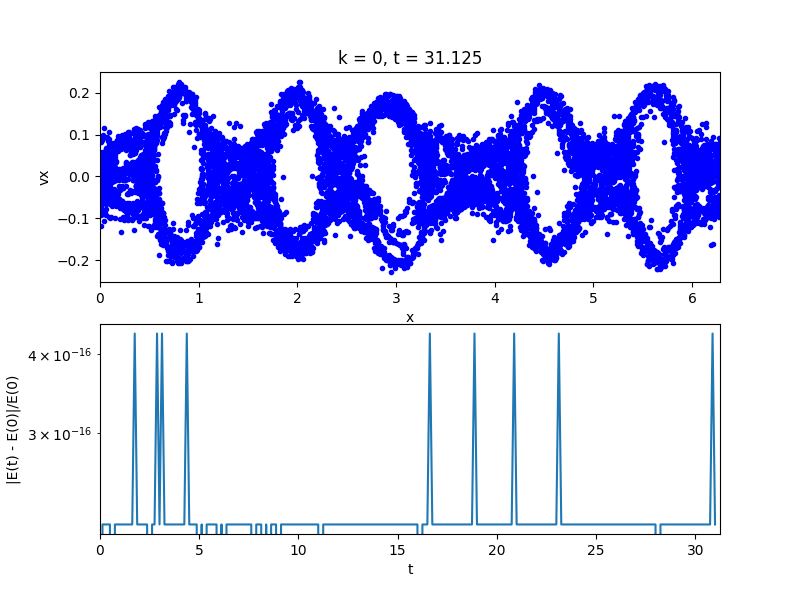 k = 0, t = 31.125
vx
0.2
0.1
0.0
−0.1
−0.2
0 1 2 3 4 5 6
x
|E(t) - E(0)|/E(0)
4 × 10⁻¹⁶
3 × 10⁻¹⁶
0 5 10 15 20 25 30
t